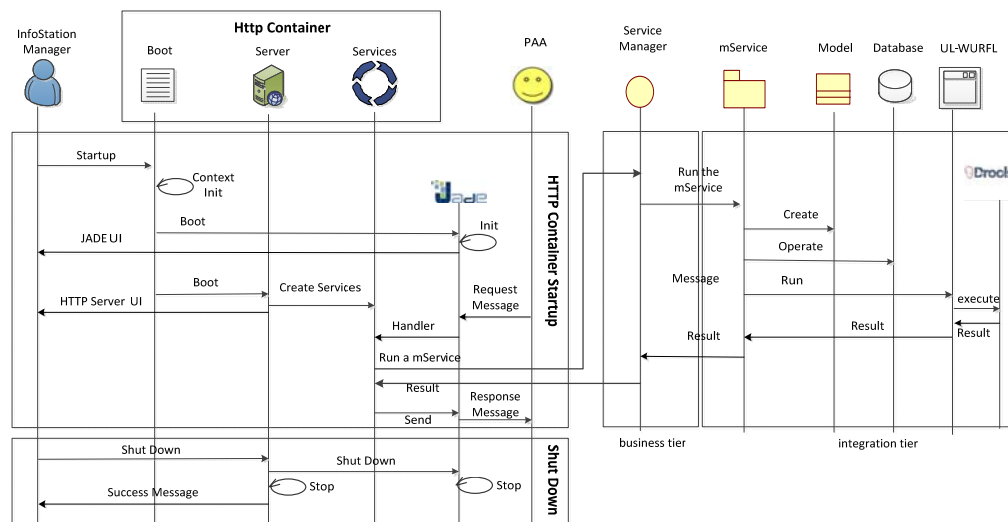 Http Container
InfoStation
Manager
Boot
Server
Services
PAA
Service
Manager
mService
Model
Database
UL-WURFL
Startup
Context
Init
Jade
Boot
Init
JADE UI
Boot
Create Services
HTTP Server UI
Request
Message
Handler
Run a mService
Result
Response
Message
Send
HTTP Container Startup
Run the
mService
Drools
Create
Operate
Message
Run
execute
Result
Result
Result
business tier
integration tier
Shut Down
Shut Down
Stop
Stop
Success Message
Shut Down